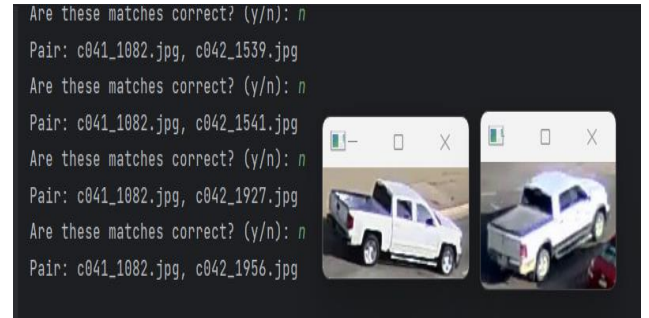 Are these matches correct? (y/n): n
Pair: c041_1082.jpg, c042_1539.jpg
Are these matches correct? (y/n): n
Pair: c041_1082.jpg, c042_1541.jpg
Are these matches correct? (y/n): n
Pair: c041_1082.jpg, c042_1927.jpg
Are these matches correct? (y/n): n
Pair: c041_1082.jpg, c042_1956.jpg